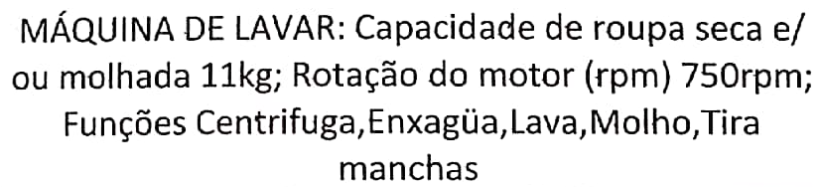 MÁQUINA DE LAVAR: Capacidade de roupa seca e/
ou molhada 11kg; Rotação do motor (rpm) 750rpm;
Funções Centrifuga,Enxagüa,Lava,Molho,Tira
manchas